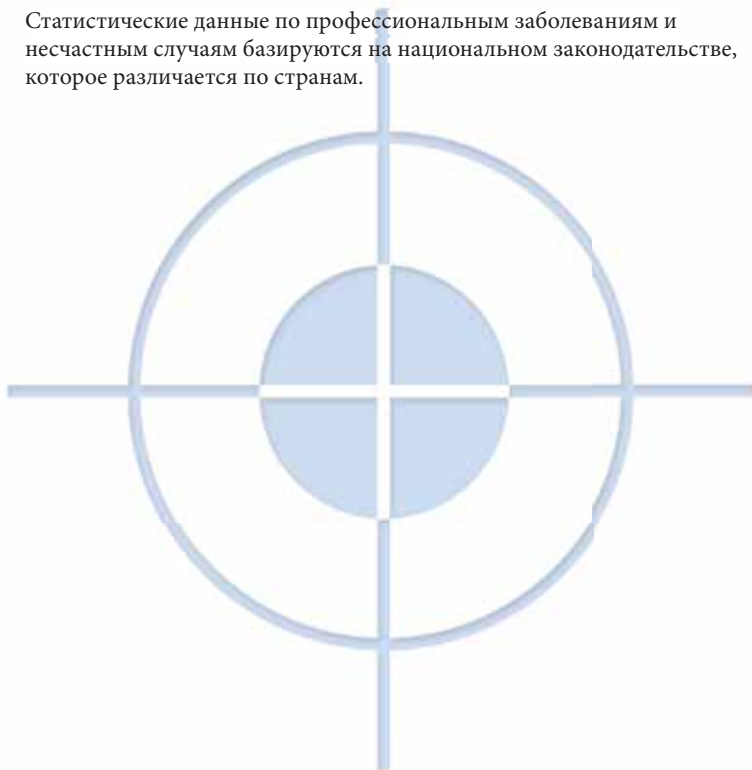 Статистические данные по профессиональным заболеваниям и
несчастным случаям базируются на национальном законодательстве,
которое различается по странам.